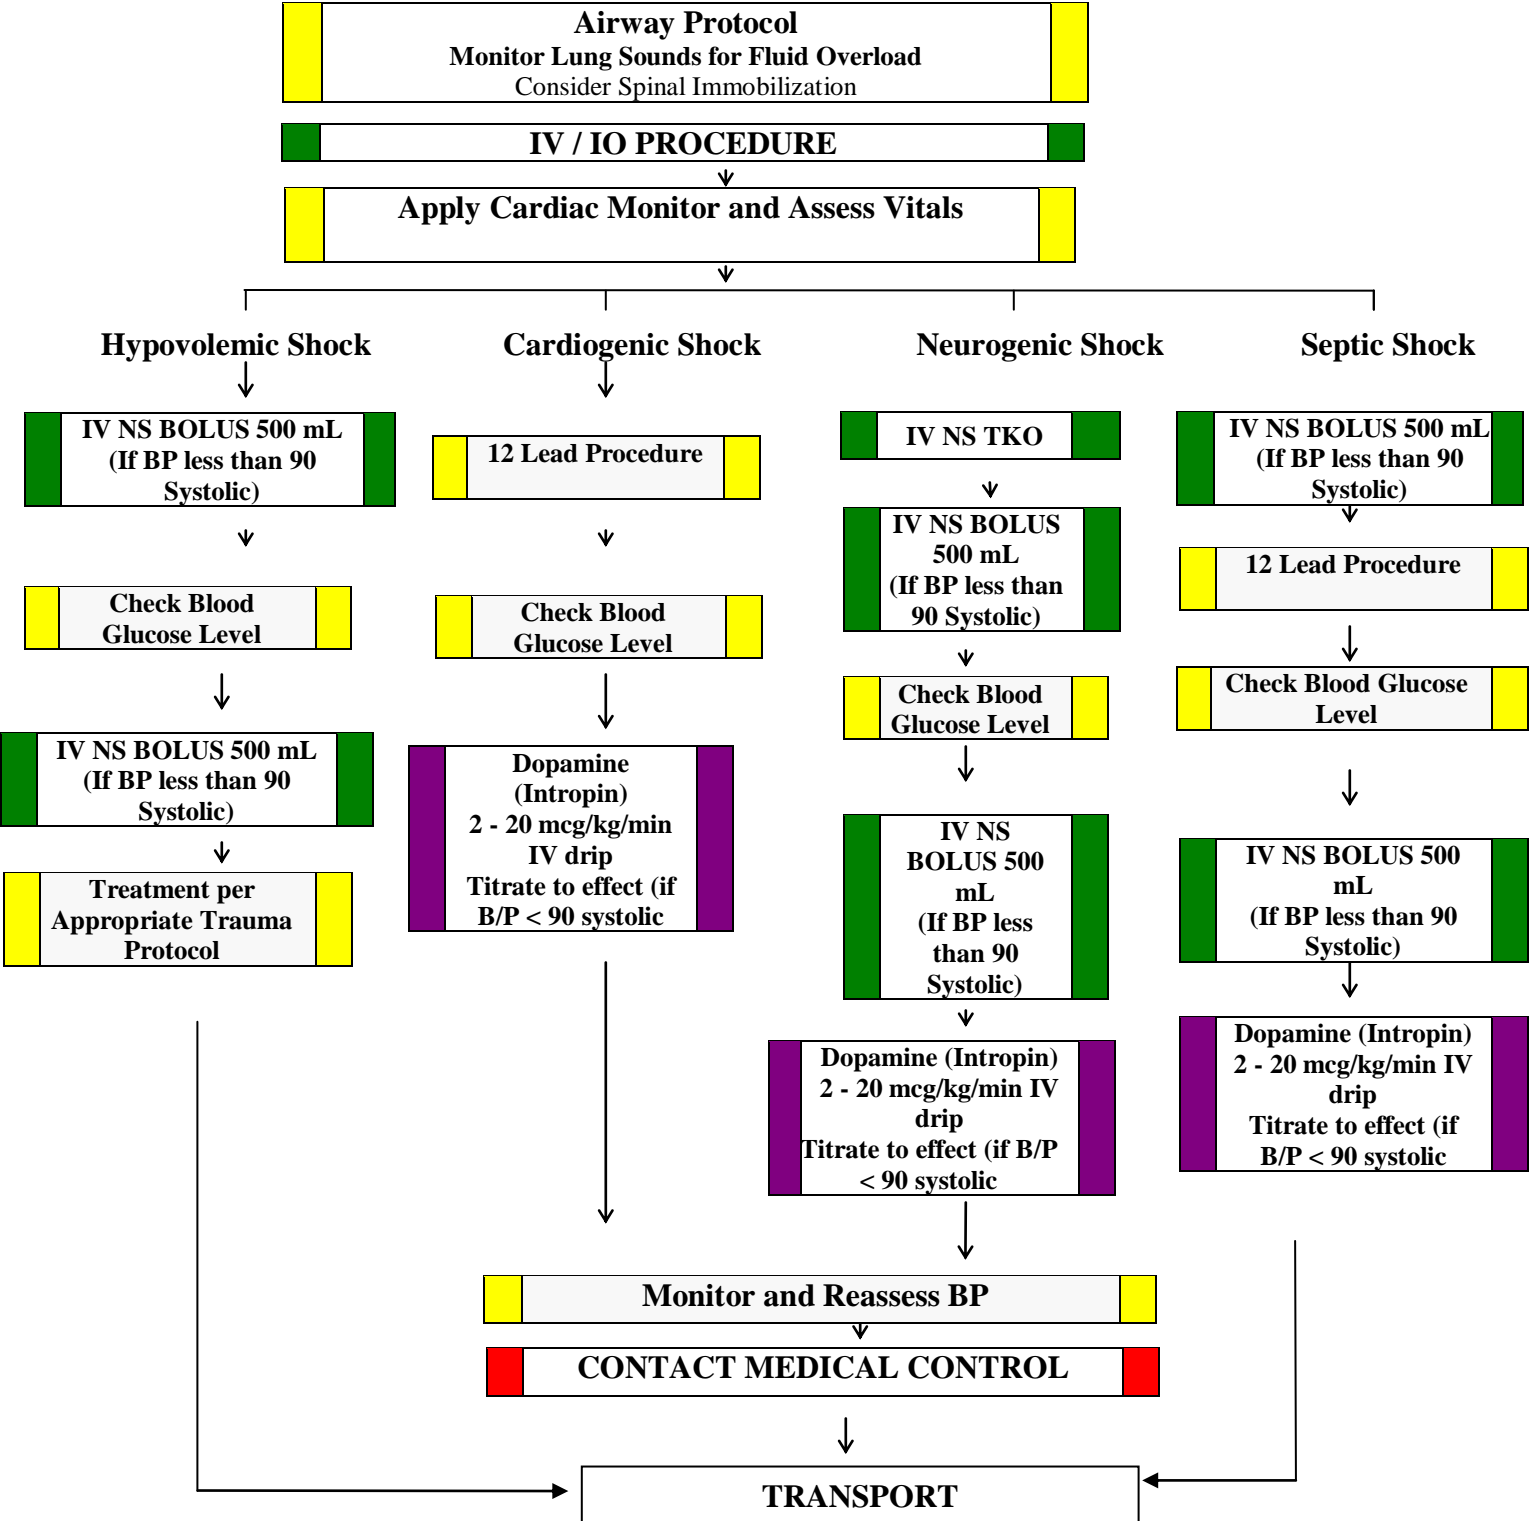 Airway Protocol
Monitor Lung Sounds for Fluid Overload
Consider Spinal Immobilization
IV / IO PROCEDURE
Apply Cardiac Monitor and Assess Vitals
Hypovolemic Shock
IV NS BOLUS 500 mL
(If BP less than 90
Systolic)
Check Blood
Glucose Level
IV NS BOLUS 500 mL
(If BP less than 90
Systolic)
Treatment per
Appropriate Trauma
Protocol
Cardiogenic Shock
12 Lead Procedure
Check Blood
Glucose Level
Dopamine
(Intropin)
2 - 20 mcg/kg/min
IV drip
Titrate to effect (if
B/P < 90 systolic
Neurogenic Shock
IV NS TKO
IV NS BOLUS
500 mL
(If BP less than
90 Systolic)
Check Blood
Glucose Level
IV NS
BOLUS 500
mL
(If BP less
than 90
Systolic)
Dopamine (Intropin)
2 - 20 mcg/kg/min IV
drip
Titrate to effect (if B/P
< 90 systolic
Septic Shock
IV NS BOLUS 500 mL
(If BP less than 90
Systolic)
12 Lead Procedure
Check Blood Glucose
Level
IV NS BOLUS 500
mL
(If BP less than 90
Systolic)
Dopamine (Intropin)
2 - 20 mcg/kg/min IV
drip
Titrate to effect (if
B/P < 90 systolic
Monitor and Reassess BP
CONTACT MEDICAL CONTROL
TRANSPORT